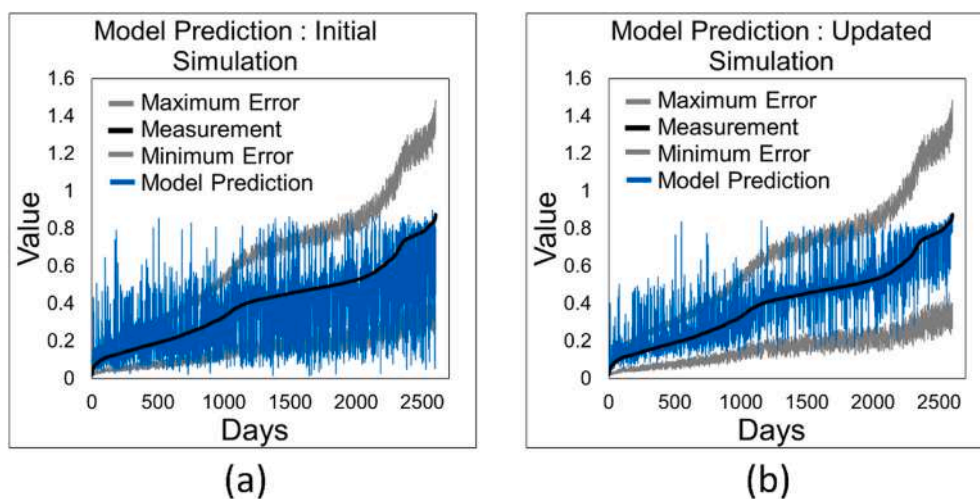 Model Prediction : Initial
Simulation
1.6
1.4
1.2
1
0.8
0.6
0.4
0.2
0
Value
Maximum Error
Measurement
Minimum Error
Model Prediction
0 500 1000 1500 2000 2500
Days
(a)
Model Prediction : Updated
Simulation
1.6
1.4
1.2
1
0.8
0.6
0.4
0.2
0
Value
Maximum Error
Measurement
Minimum Error
Model Prediction
0 500 1000 1500 2000 2500
Days
(b)